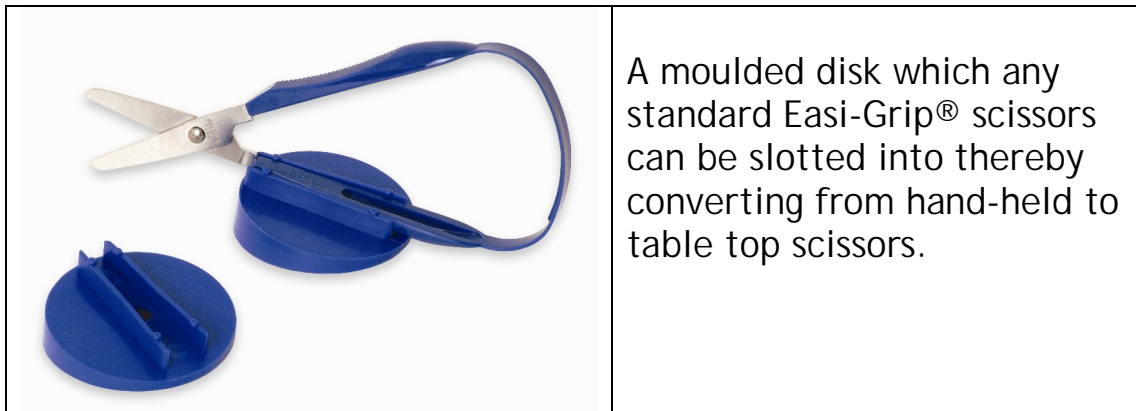 A moulded disk which any
standard Easi-Grip® scissors
can be slotted into thereby
converting from hand-held to
table top scissors.